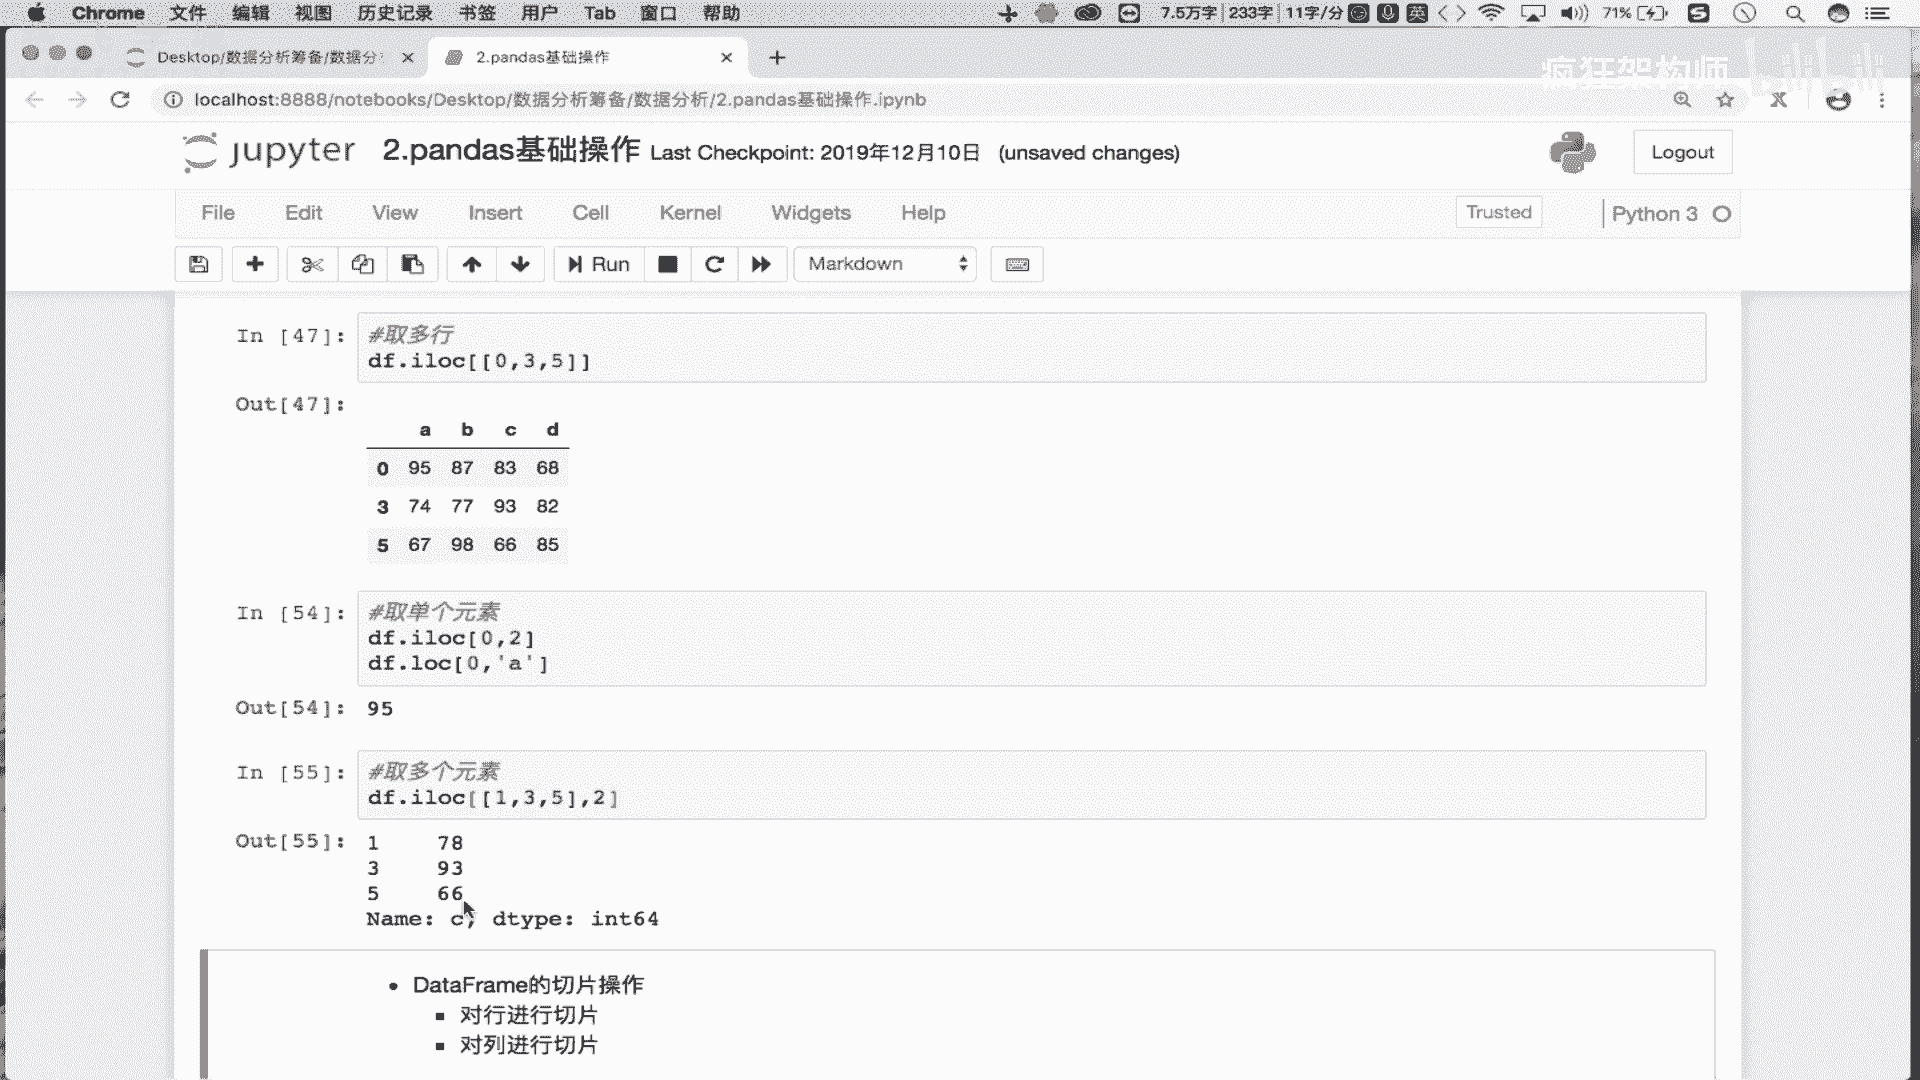 Chrome 文件 编辑 视图 历史记录 书签 用户 Tab 窗口 帮助 7.5万字 233字 11字/分 英 71%
Desktop/数据分析筹备/数据分 2.pandas基础操作
疯狂架构师 bilibili
localhost:8888/notebooks/Desktop/数据分析筹备/数据分析/2.pandas基础操作.ipynb
jupyter 2.pandas基础操作 Last Checkpoint: 2019年12月10日 (unsaved changes) Logout
File Edit View Insert Cell Kernel Widgets Help Trusted Python 3
Run Markdown
In [47]: #取多行
df.iloc[[0,3,5]]
Out[47]:
a b c d
0 95 87 83 68
3 74 77 93 82
5 67 98 66 85
In [54]: #取单个元素
df.iloc[0,2]
df.loc[0,'a']
Out[54]: 95
In [55]: #取多个元素
df.iloc[[1,3,5],2]
Out[55]: 1 78
3 93
5 66
Name: c, dtype: int64
• DataFrame的切片操作
▪ 对行进行切片
▪ 对列进行切片